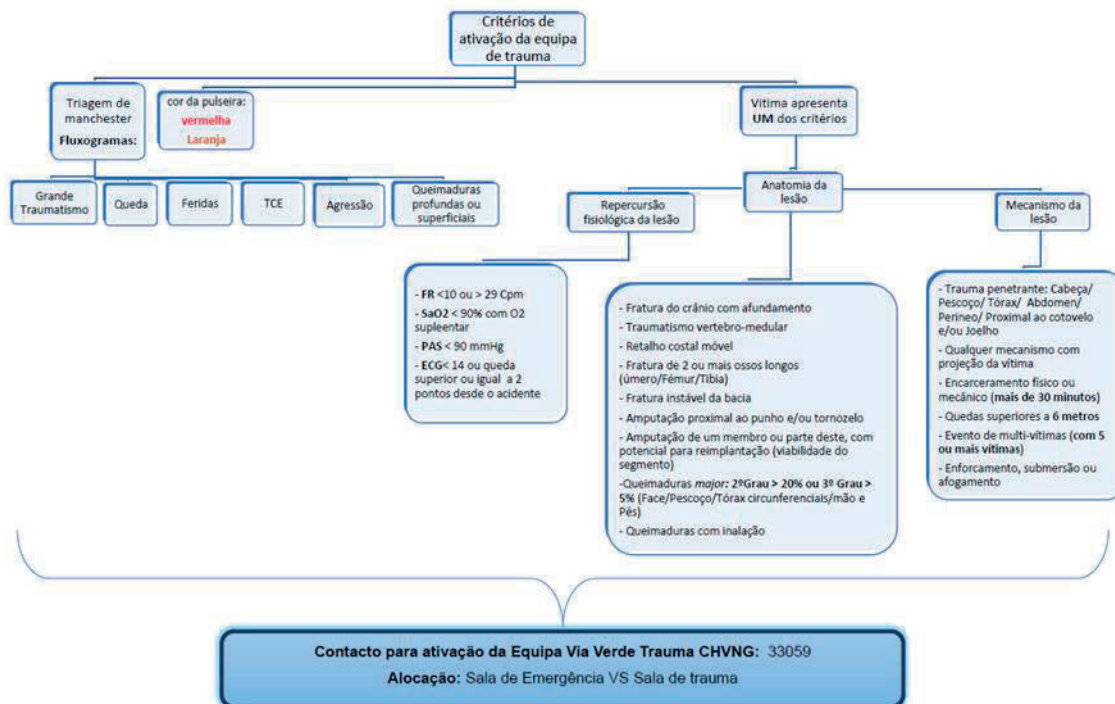 Critérios de
ativação da equipa
de trauma
Triagem de
manchester
Fluxogramas:
cor da pulseira:
vermelha
Laranja
Vitima apresenta
UM dos critérios
Grande
Traumatismo
Queda
Feridas
TCE
Agressão
Queimaduras
profundas ou
superficiais
Repercursão
fisiológica da lesão
Anatomia da
lesão
Mecanismo da
lesão
- FR <10 ou > 29 Cpm
- SaO2 < 90% com O2
supleentar
- PAS < 90 mmHg
- ECG< 14 ou queda
superior ou igual a 2
pontos desde o acidente
- Fratura do crânio com afundamento
- Traumatismo vertebro-medular
- Retalho costal móvel
- Fratura de 2 ou mais ossos longos
(úmero/Fémur/Tibia)
- Fratura instável da bacia
- Amputação proximal ao punho e/ou tornozelo
- Amputação de um membro ou parte deste, com
potencial para reimplantação (viabilidade do
segmento)
-Queimaduras major: 2ºGrau > 20% ou 3º Grau >
5% (Face/Pescoço/Tórax circunferenciais/mão e
Pés)
- Queimaduras com inalação
- Trauma penetrante: Cabeça/
Pescoço/ Tórax/ Abdomen/
Perineo/ Proximal ao cotovelo
e/ou Joelho
- Qualquer mecanismo com
projeção da vítima
- Encarceramento físico ou
mecânico (mais de 30 minutos)
- Quedas superiores a 6 metros
- Evento de multi-vítimas (com 5
ou mais vitimas)
- Enforcamento, submersão ou
afogamento
Contacto para ativação da Equipa Via Verde Trauma CHVNG: 33059
Alocação: Sala de Emergência VS Sala de trauma